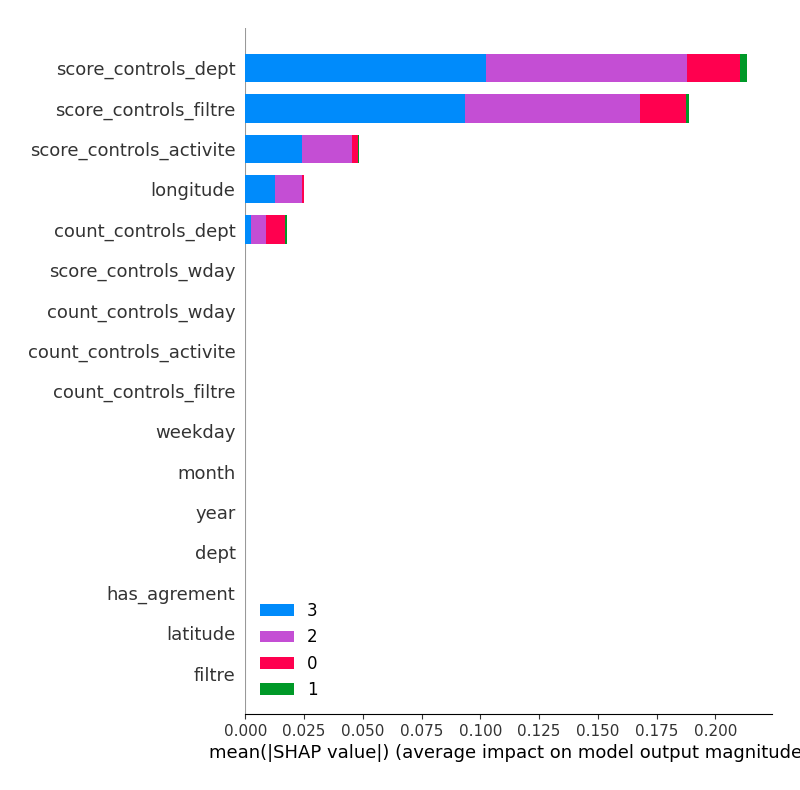 score_controls_dept
score_controls_filtre
score_controls_activite
longitude
count_controls_dept
score_controls_wday
count_controls_wday
count_controls_activite
count_controls_filtre
weekday
month
year
dept
has_agrement
latitude
filtre
3
2
0
1
0.000 0.025 0.050 0.075 0.100 0.125 0.150 0.175 0.200
mean(|SHAP value|) (average impact on model output magnitude